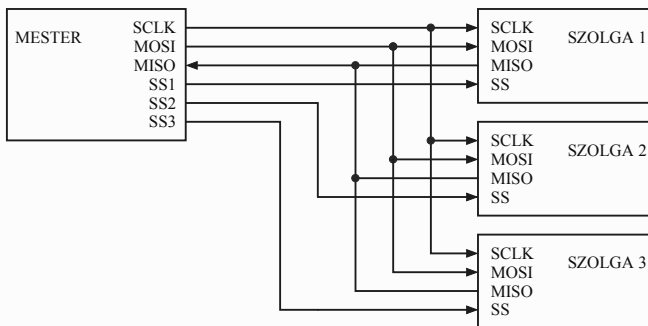 MESTER
SCLK
MOSI
MISO
SS1
SS2
SS3
SCLK
MOSI
MISO
SS
SZOLGA 1
SCLK
MOSI
MISO
SS
SZOLGA 2
SCLK
MOSI
MISO
SS
SZOLGA 3